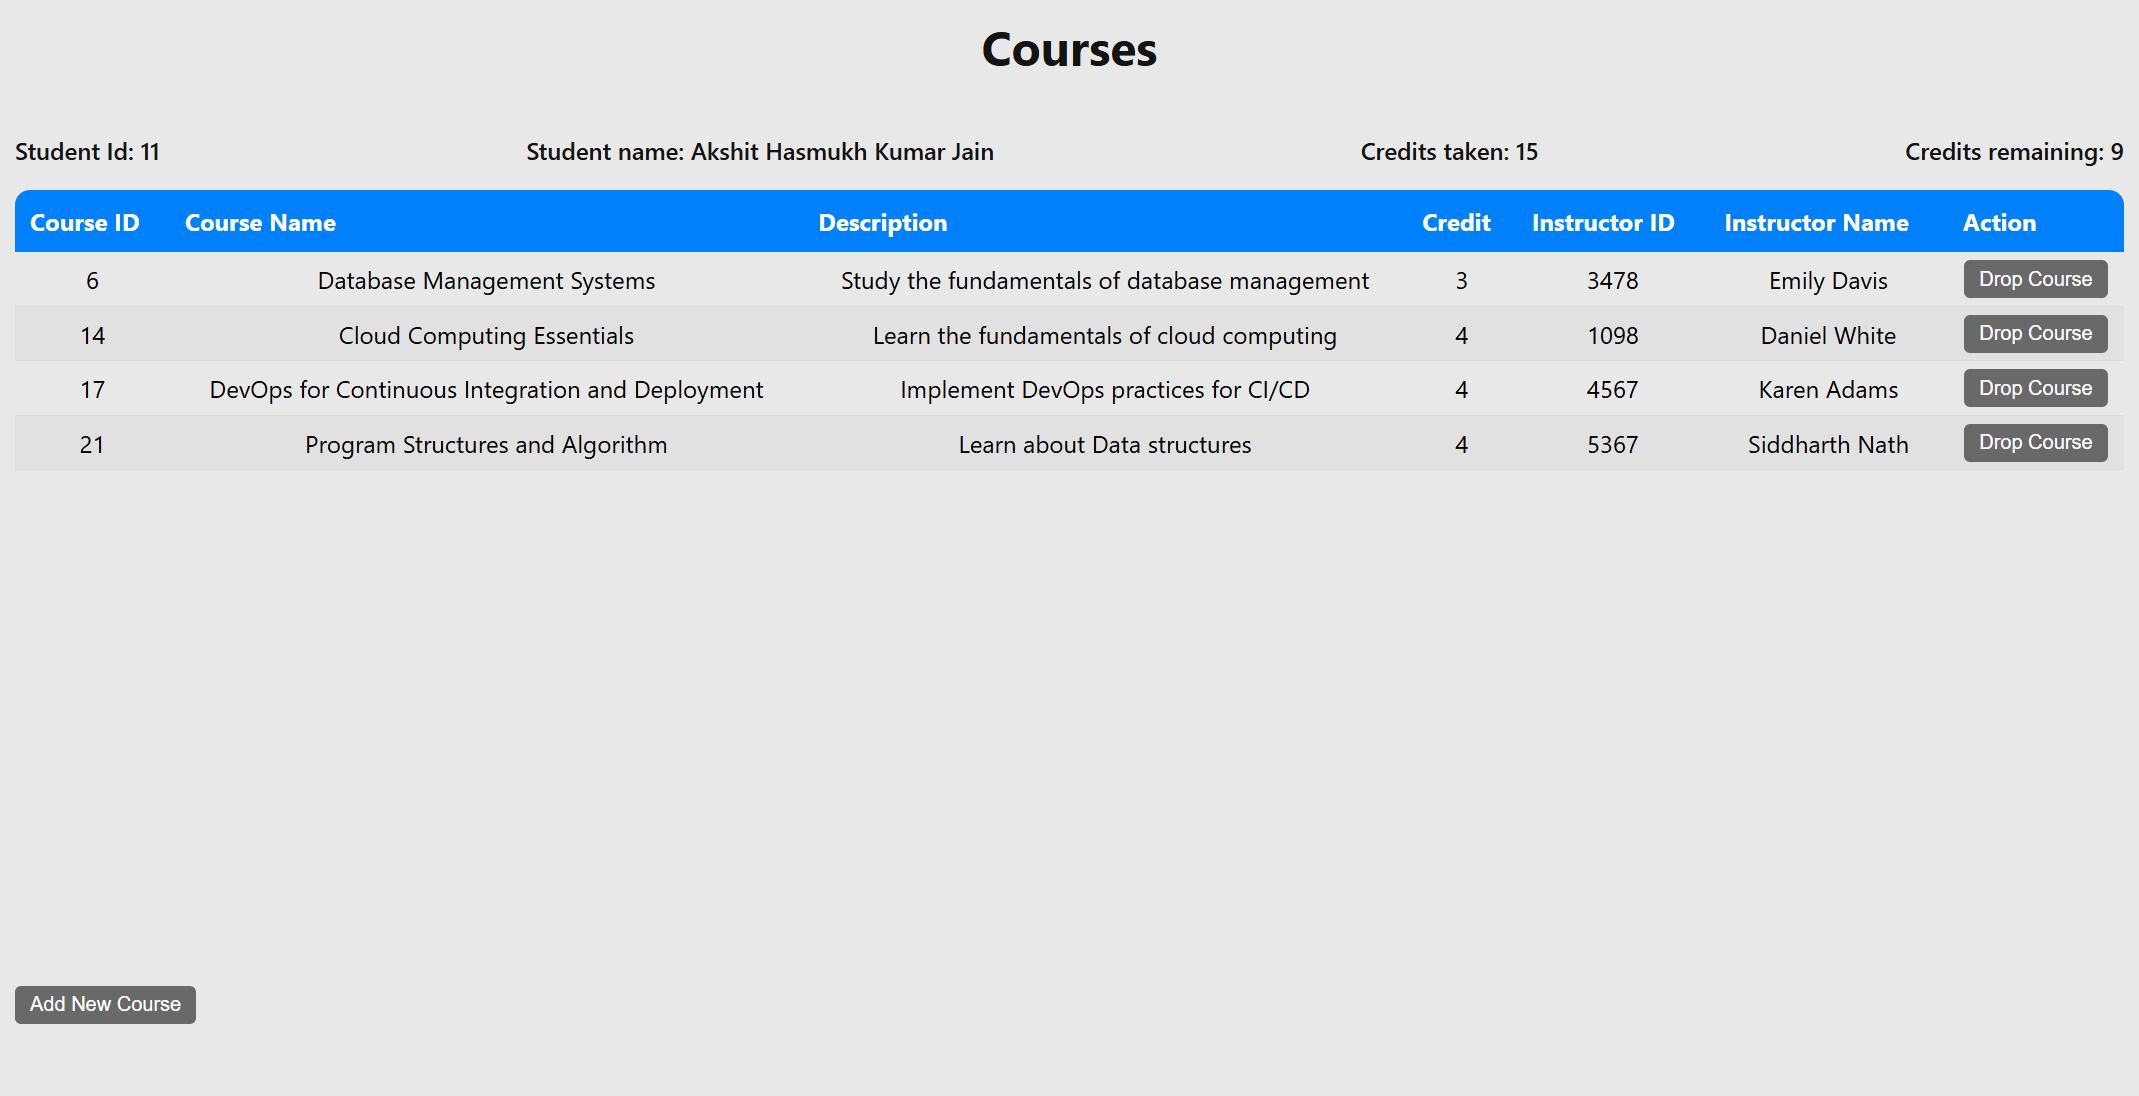 Courses
Student Id: 11 Student name: Akshit Hasmukh Kumar Jain Credits taken: 15 Credits remaining: 9
Course ID Course Name Description Credit Instructor ID Instructor Name Action
6 Database Management Systems Study the fundamentals of database management 3 3478 Emily Davis Drop Course
14 Cloud Computing Essentials Learn the fundamentals of cloud computing 4 1098 Daniel White Drop Course
17 DevOps for Continuous Integration and Deployment Implement DevOps practices for CI/CD 4 4567 Karen Adams Drop Course
21 Program Structures and Algorithm Learn about Data structures 4 5367 Siddharth Nath Drop Course
Add New Course